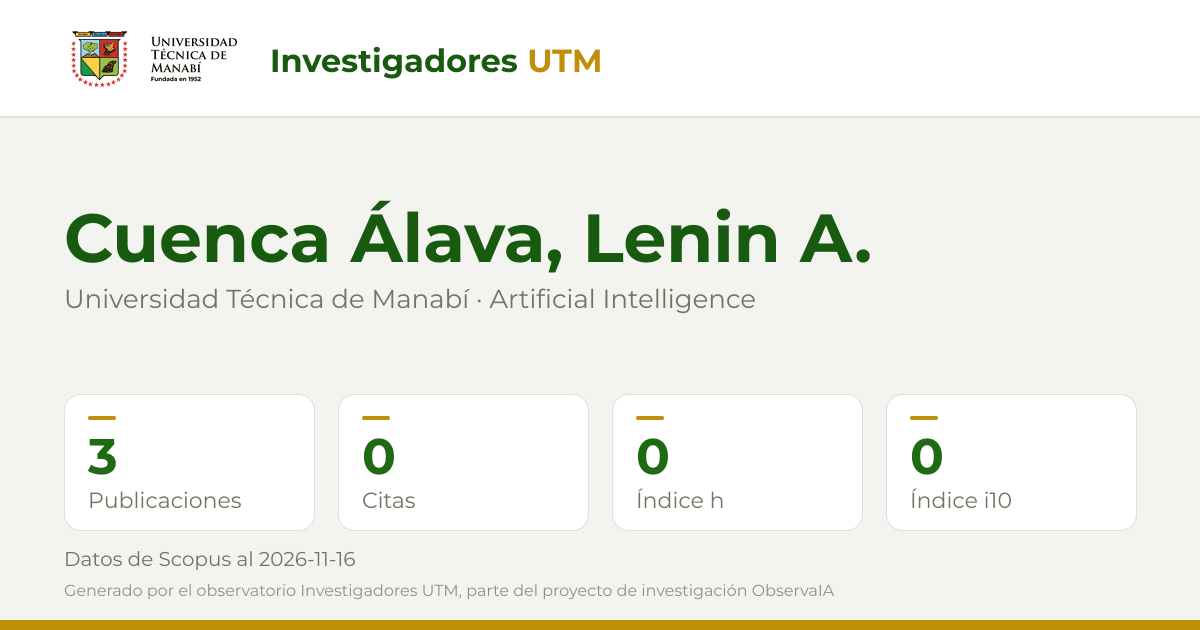 UNIVERSIDAD
TÉCNICA DE
MANABÍ
Fundada en 1952
Investigadores UTM
Cuenca Álava, Lenin A.
Universidad Técnica de Manabí · Artificial Intelligence
3
Publicaciones
0
Citas
0
Índice h
0
Índice i10
Datos de Scopus al 2026-11-16
Generado por el observatorio Investigadores UTM, parte del proyecto de investigación ObservaIA